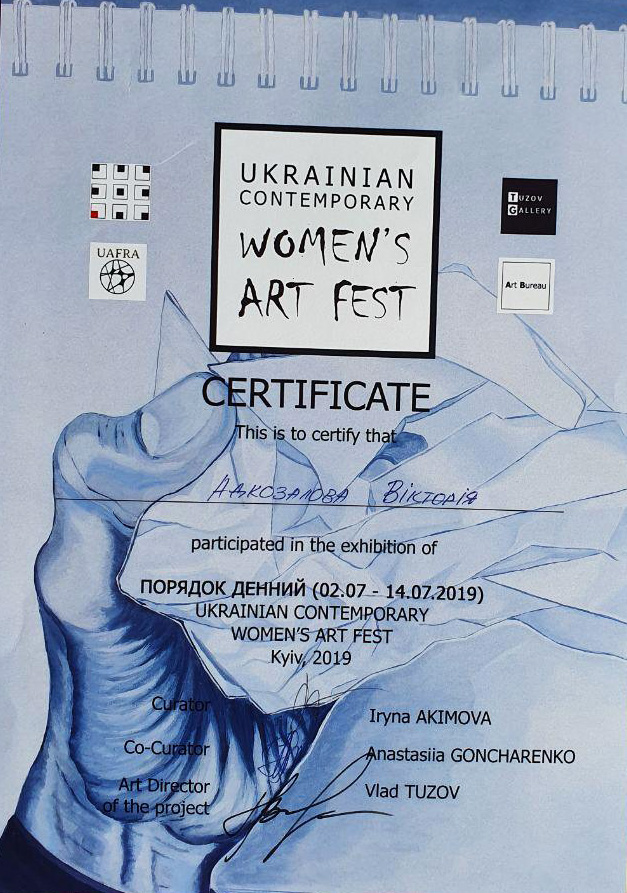 UKRAINIAN
CONTEMPORARY
WOMEN'S
ART FEST
TUZOV
GALLERY
UAFRA
Art Bureau
CERTIFICATE
This is to certify that
Адкозалова Вікторія
participated in the exhibition of
ПОРЯДОК ДЕННИЙ (02.07 - 14.07.2019)
UKRAINIAN CONTEMPORARY
WOMEN'S ART FEST
Kyiv, 2019
Curator Iryna AKIMOVA
Co-Curator Anastasiia GONCHARENKO
Art Director
of the project Vlad TUZOV